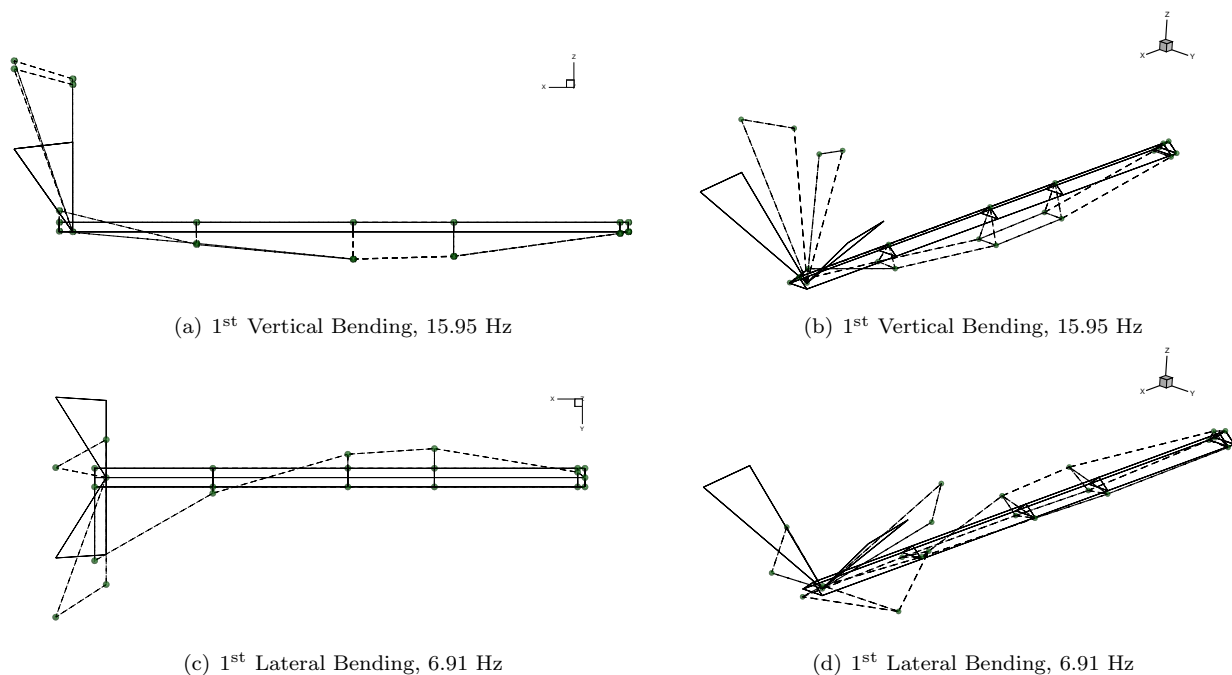 Z
X
Z
X
Y
(a) 1st Vertical Bending, 15.95 Hz
(b) 1st Vertical Bending, 15.95 Hz
X
Z
Y
Z
X
Y
(c) 1st Lateral Bending, 6.91 Hz
(d) 1st Lateral Bending, 6.91 Hz